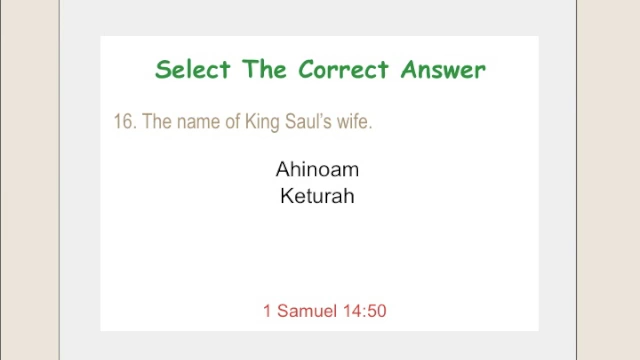 Select The Correct Answer
16. The name of King Saul's wife.
Ahinoam
Keturah
1 Samuel 14:50